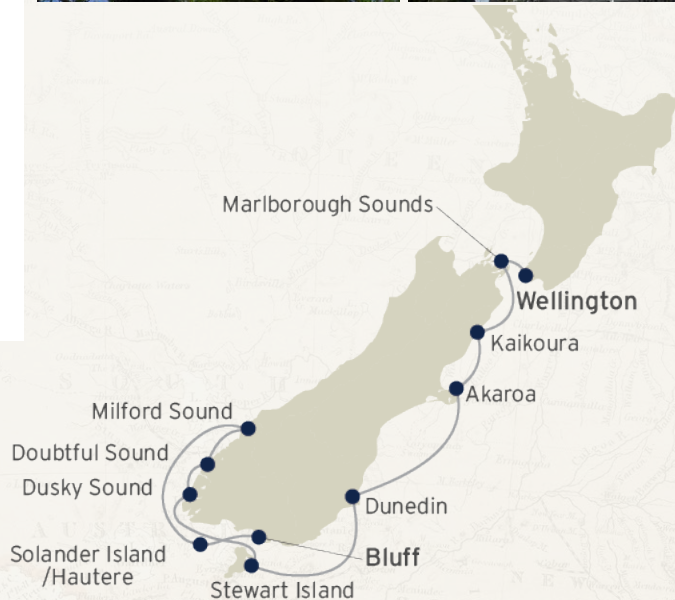 Marlborough Sounds
Wellington
Kaikoura
Akaroa
Milford Sound
Doubtful Sound
Dusky Sound
Dunedin
Solander Island
/Hautere
Bluff
Stewart Island